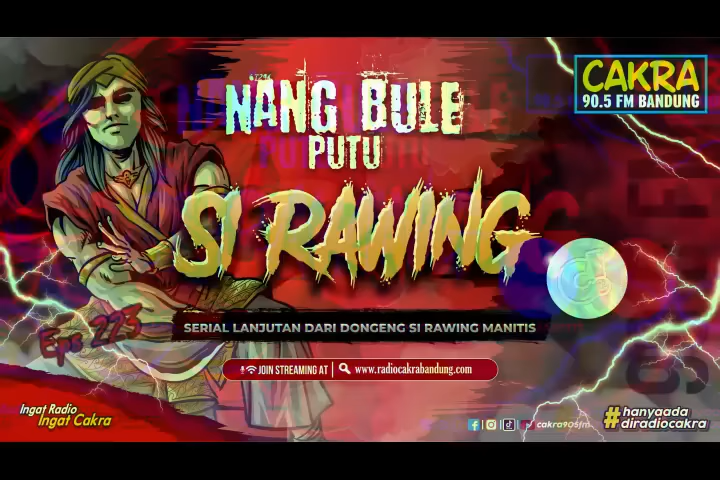 CAKRA
90.5 FM BANDUNG
NANG BULE
PUTU
SI RAWING
Eps 223
SERIAL LANJUTAN DARI DONGENG SI RAWING MANITIS
JOIN STREAMING AT | www.radiocakrabandung.com
Ingat Radio
Ingat Cakra
cakra905fm
#hanyaada
diradiocakra